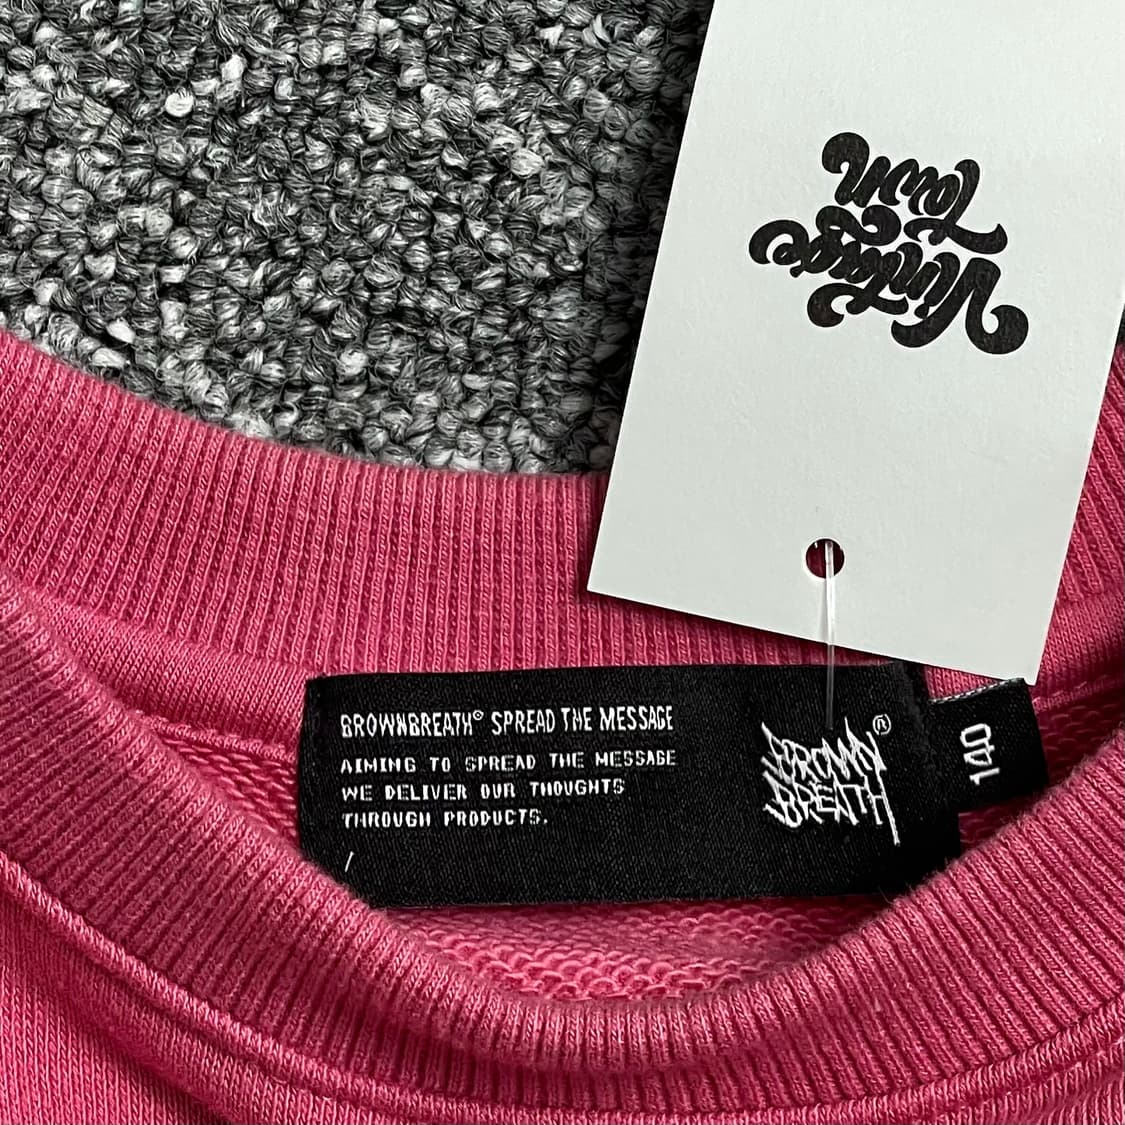 Vintage
Town
BROWNBREATH® SPREAD THE MESSAGE
AIMING TO SPREAD THE MESSAGE
WE DELIVER OUR THOUGHTS
THROUGH PRODUCTS.
/
BROWN®
BREATH
140